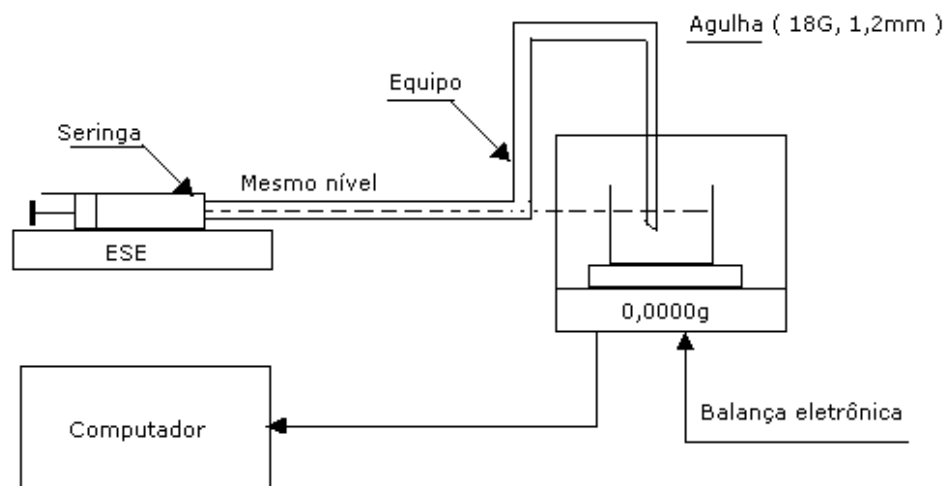 Agulha ( 18G, 1,2mm )
Equipo
Seringa
Mesmo nível
ESE
0,0000g
Computador
Balança eletrônica